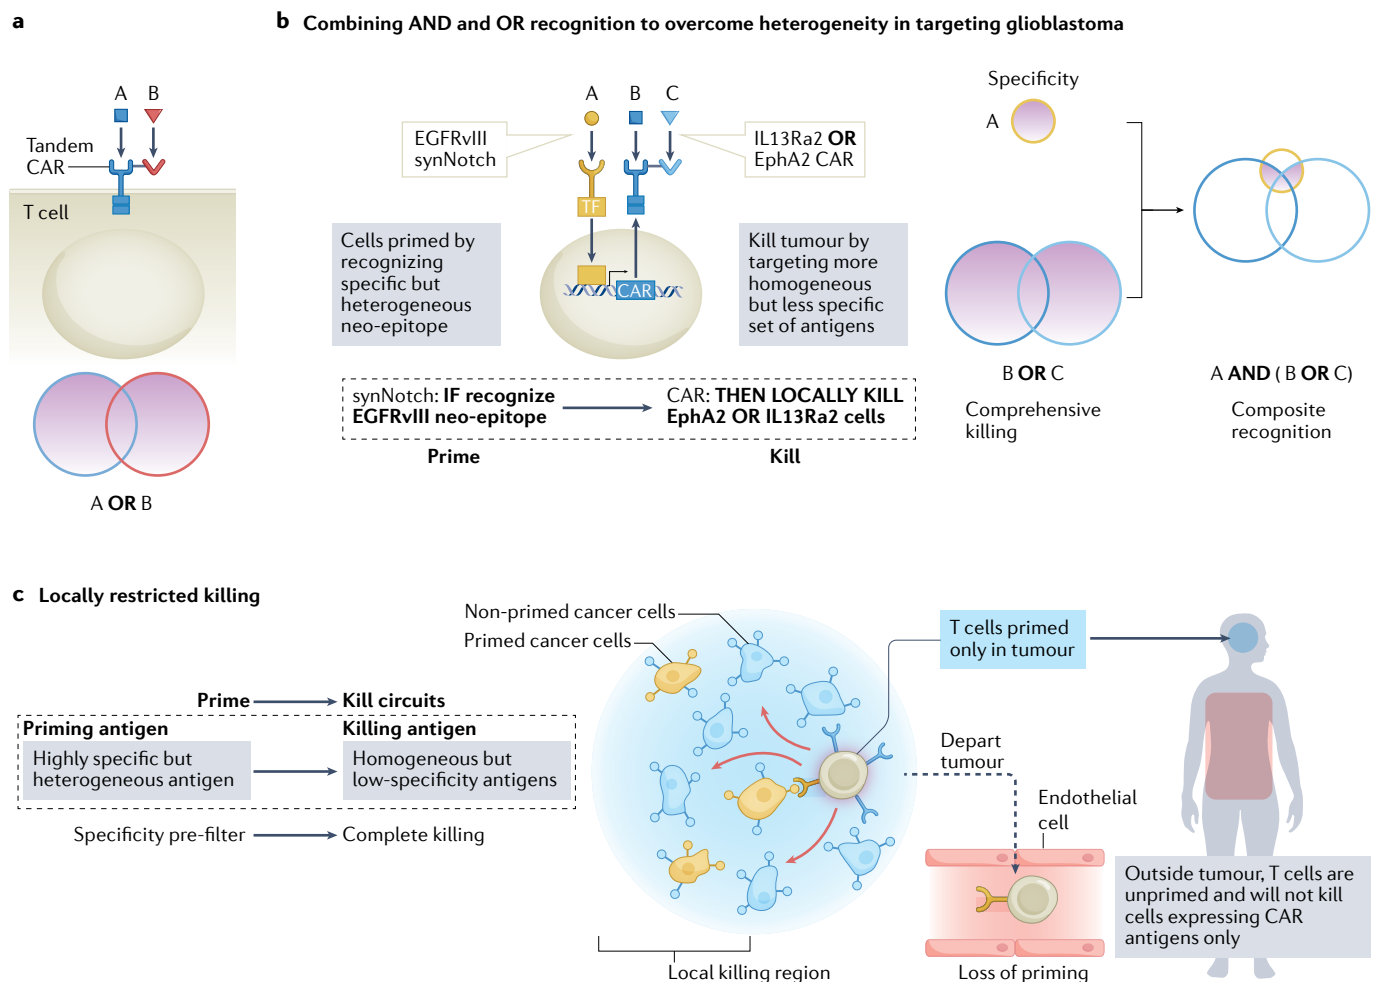 a
A B
Tandem
CAR
T cell
A OR B
b Combining AND and OR recognition to overcome heterogeneity in targeting glioblastoma
A B C
EGFRvIII
synNotch
IL13Ra2 OR
EphA2 CAR
TF
CAR
Cells primed by
recognizing
specific but
heterogeneous
neo-epitope
Kill tumour by
targeting more
homogeneous
but less specific
set of antigens
synNotch: IF recognize
EGFRvIII neo-epitope
CAR: THEN LOCALLY KILL
EphA2 OR IL13Ra2 cells
Prime
Kill
Specificity
A
B OR C
Comprehensive
killing
A AND ( B OR C)
Composite
recognition
c Locally restricted killing
Prime
Kill circuits
Priming antigen
Killing antigen
Highly specific but
heterogeneous antigen
Homogeneous but
low-specificity antigens
Specificity pre-filter
Complete killing
Non-primed cancer cells
Primed cancer cells
Local killing region
T cells primed
only in tumour
Depart
tumour
Endothelial
cell
Loss of priming
Outside tumour, T cells are
unprimed and will not kill
cells expressing CAR
antigens only